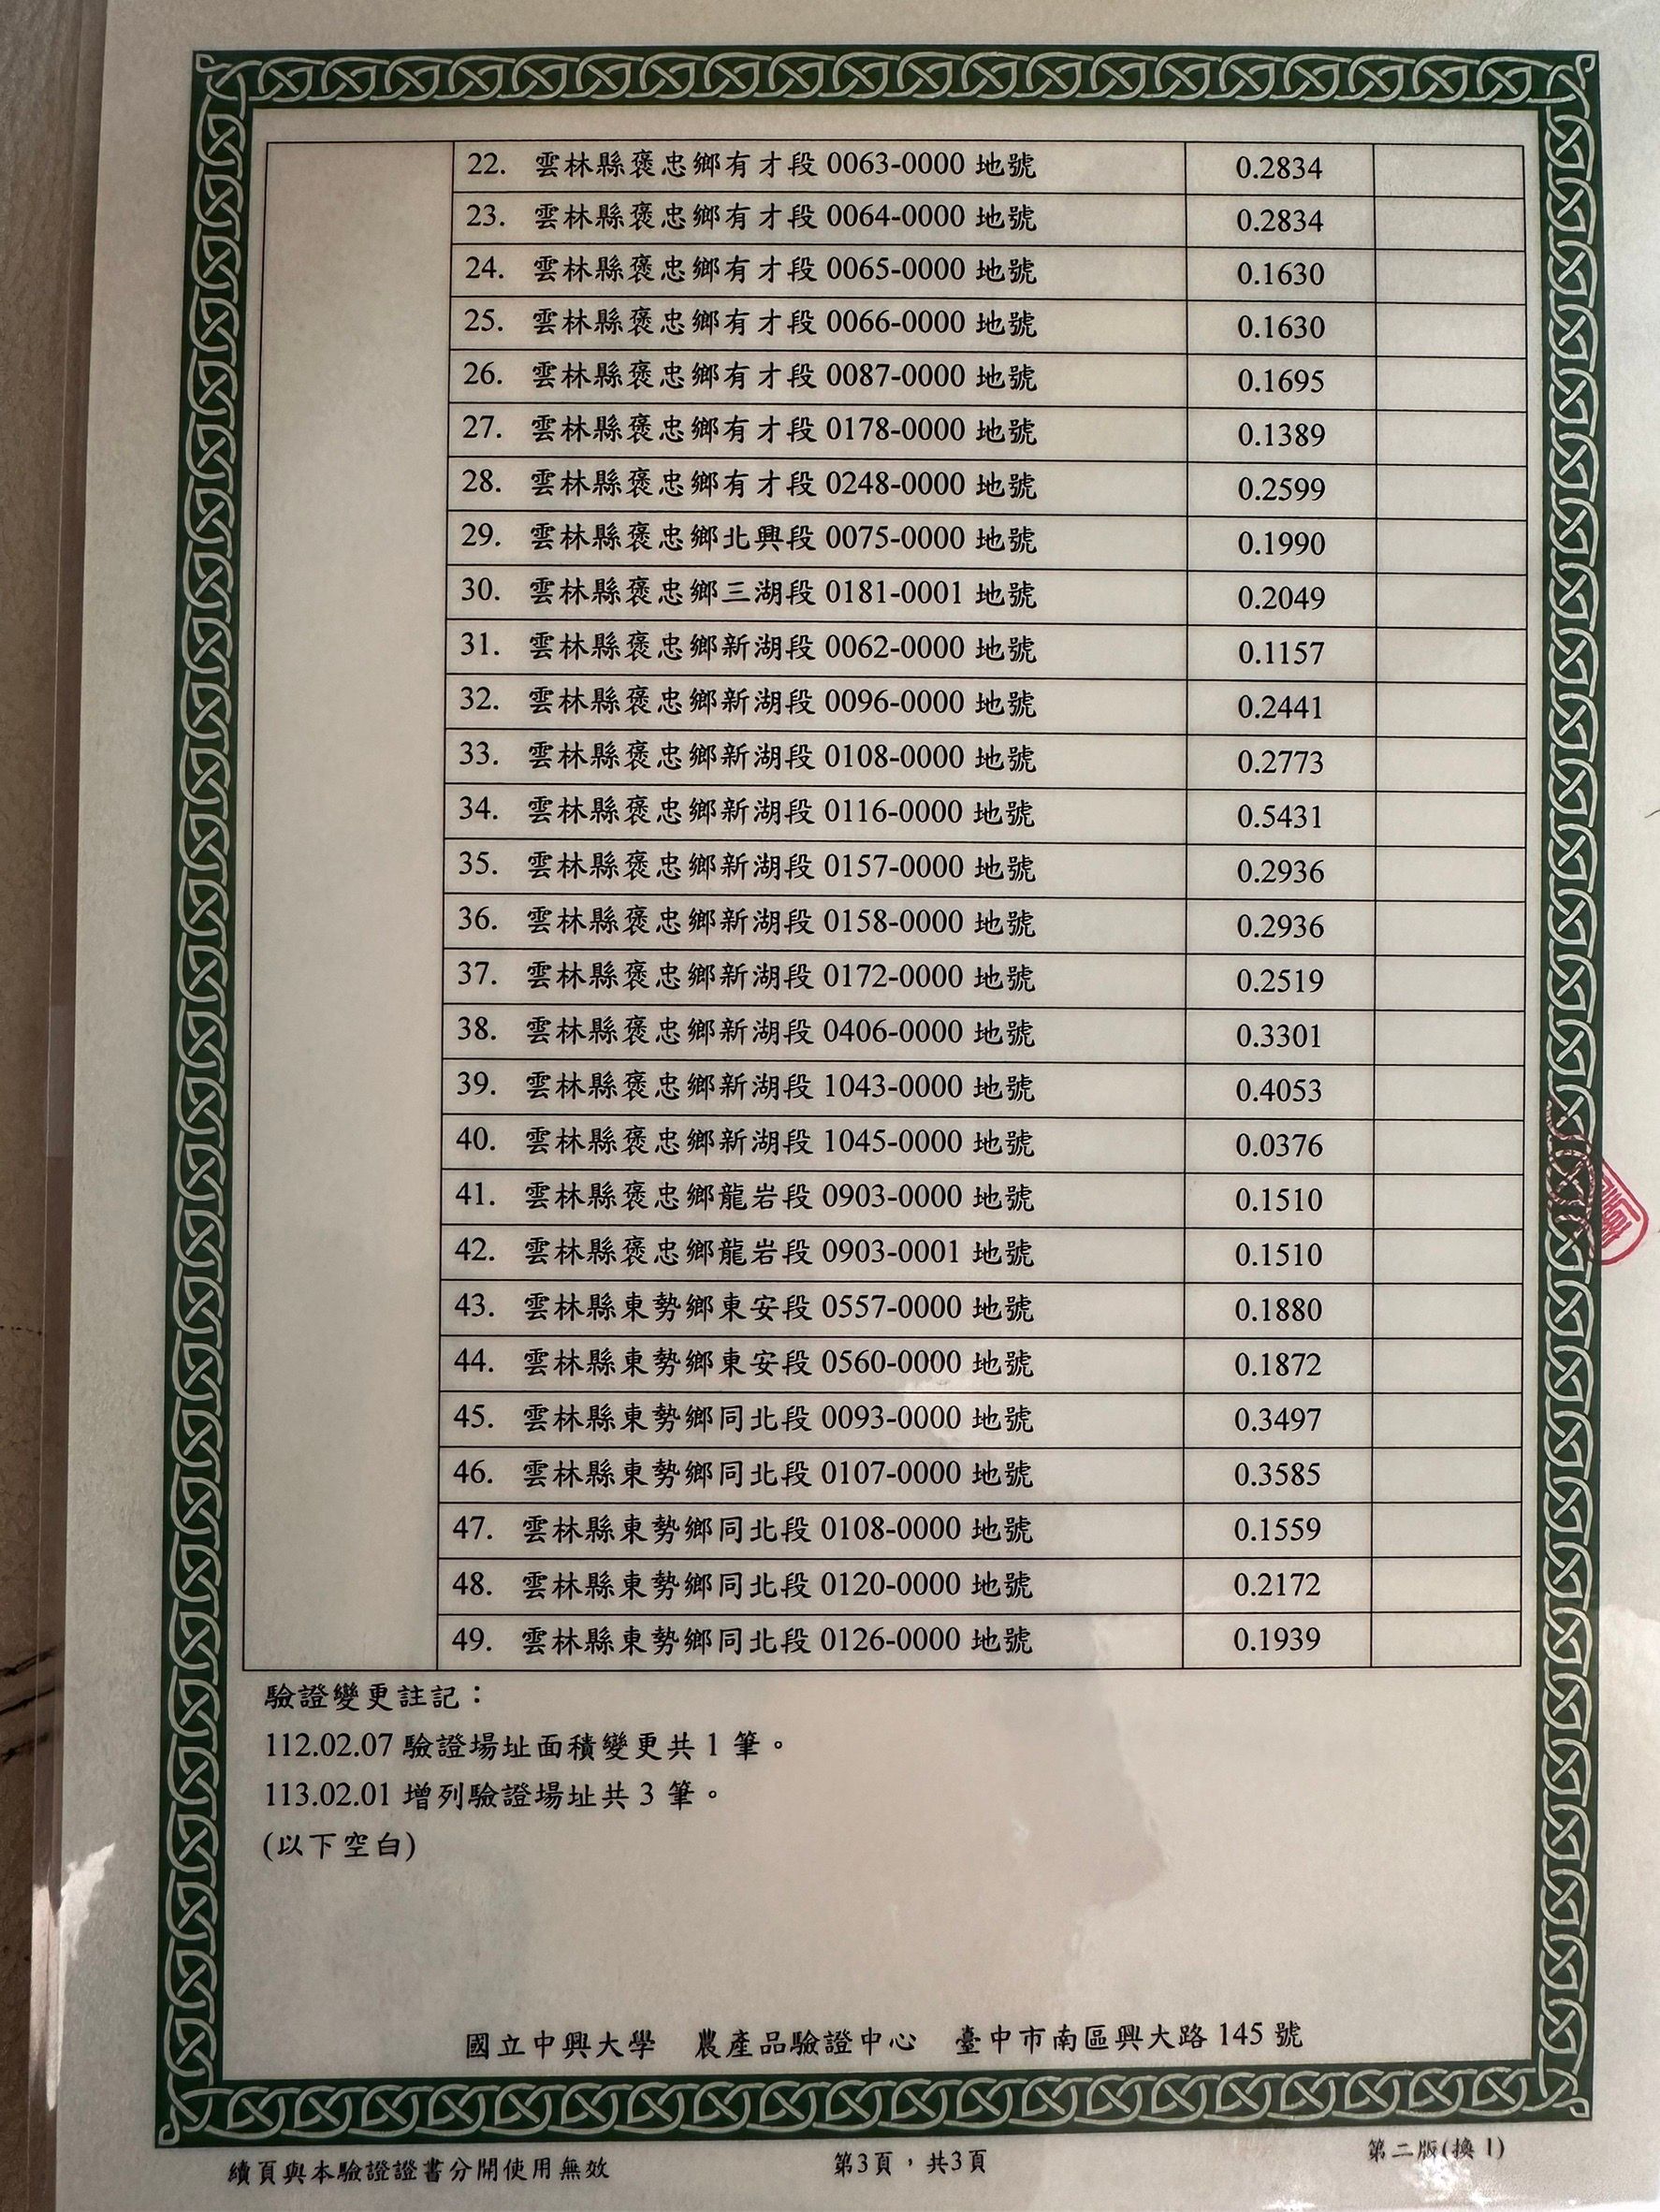 22. 雲林縣褒忠鄉有才段 0063-0000 地號 0.2834
23. 雲林縣褒忠鄉有才段 0064-0000 地號 0.2834
24. 雲林縣褒忠鄉有才段 0065-0000 地號 0.1630
25. 雲林縣褒忠鄉有才段 0066-0000 地號 0.1630
26. 雲林縣褒忠鄉有才段 0087-0000 地號 0.1695
27. 雲林縣褒忠鄉有才段 0178-0000 地號 0.1389
28. 雲林縣褒忠鄉有才段 0248-0000 地號 0.2599
29. 雲林縣褒忠鄉北興段 0075-0000 地號 0.1990
30. 雲林縣褒忠鄉三湖段 0181-0001 地號 0.2049
31. 雲林縣褒忠鄉新湖段 0062-0000 地號 0.1157
32. 雲林縣褒忠鄉新湖段 0096-0000 地號 0.2441
33. 雲林縣褒忠鄉新湖段 0108-0000 地號 0.2773
34. 雲林縣褒忠鄉新湖段 0116-0000 地號 0.5431
35. 雲林縣褒忠鄉新湖段 0157-0000 地號 0.2936
36. 雲林縣褒忠鄉新湖段 0158-0000 地號 0.2936
37. 雲林縣褒忠鄉新湖段 0172-0000 地號 0.2519
38. 雲林縣褒忠鄉新湖段 0406-0000 地號 0.3301
39. 雲林縣褒忠鄉新湖段 1043-0000 地號 0.4053
40. 雲林縣褒忠鄉新湖段 1045-0000 地號 0.0376
41. 雲林縣褒忠鄉龍岩段 0903-0000 地號 0.1510
42. 雲林縣褒忠鄉龍岩段 0903-0001 地號 0.1510
43. 雲林縣東勢鄉東安段 0557-0000 地號 0.1880
44. 雲林縣東勢鄉東安段 0560-0000 地號 0.1872
45. 雲林縣東勢鄉同北段 0093-0000 地號 0.3497
46. 雲林縣東勢鄉同北段 0107-0000 地號 0.3585
47. 雲林縣東勢鄉同北段 0108-0000 地號 0.1559
48. 雲林縣東勢鄉同北段 0120-0000 地號 0.2172
49. 雲林縣東勢鄉同北段 0126-0000 地號 0.1939
驗證變更註記：
112.02.07 驗證場址面積變更共 1 筆。
113.02.01 增列驗證場址共 3 筆。
(以下空白)
國立中興大學 農產品驗證中心 臺中市南區興大路 145 號
續頁與本驗證證書分開使用無效 第3頁，共3頁 第二版(換 1)